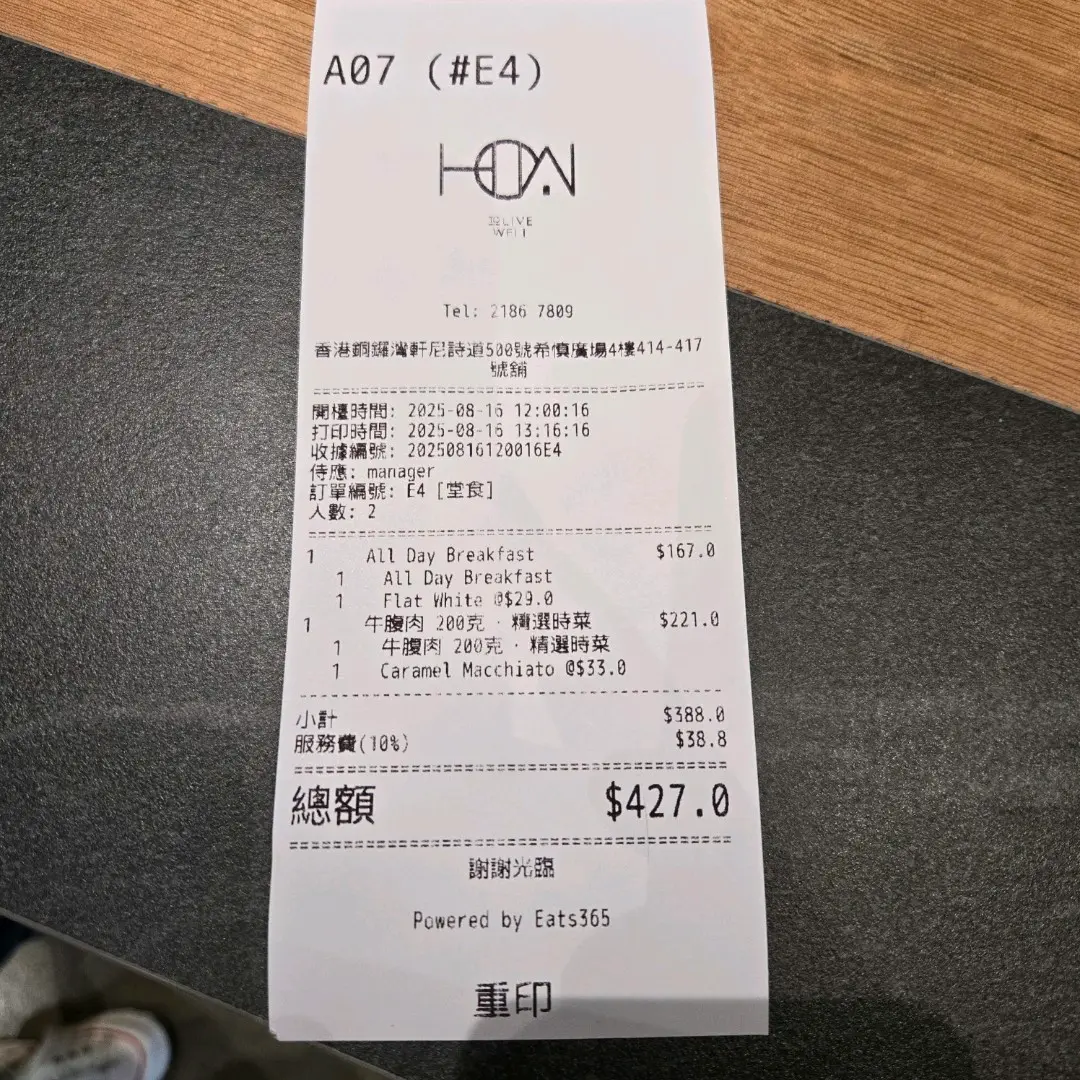 A07 (#E4)
HOW
LIVE
WELL
Tel: 2186 7809
香港銅鑼灣軒尼詩道500號希慎廣場4樓414-417
號舖
開檯時間: 2025-08-16 12:00:16
打印時間: 2025-08-16 13:16:16
收據編號: 20250816120016E4
侍應: manager
訂單編號: E4 [堂食]
人數: 2
1 All Day Breakfast $167.0
1 All Day Breakfast
1 Flat White @$29.0
1 牛腹肉 200克 · 精選時菜 $221.0
1 牛腹肉 200克 · 精選時菜
1 Caramel Macchiato @$33.0
小計 $388.0
服務費(10%) $38.8
總額 $427.0
謝謝光臨
Powered by Eats365
重印